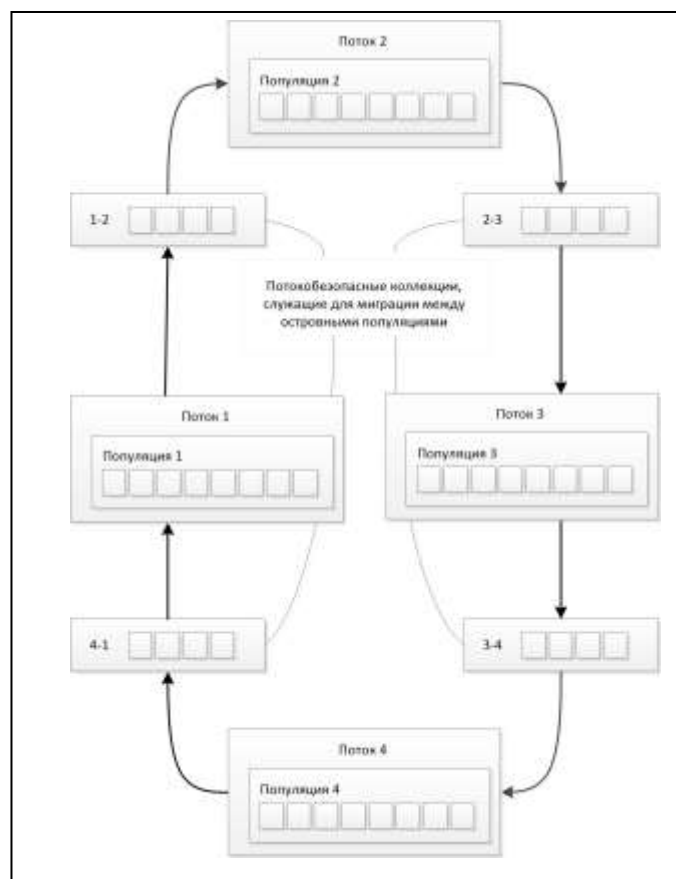 Поток 2
Популяция 2
1-2
2-3
Потокобезопасные коллекции,
служащие для миграции между
островными популяциями
Поток 1
Популяция 1
Поток 3
Популяция 3
4-1
3-4
Поток 4
Популяция 4